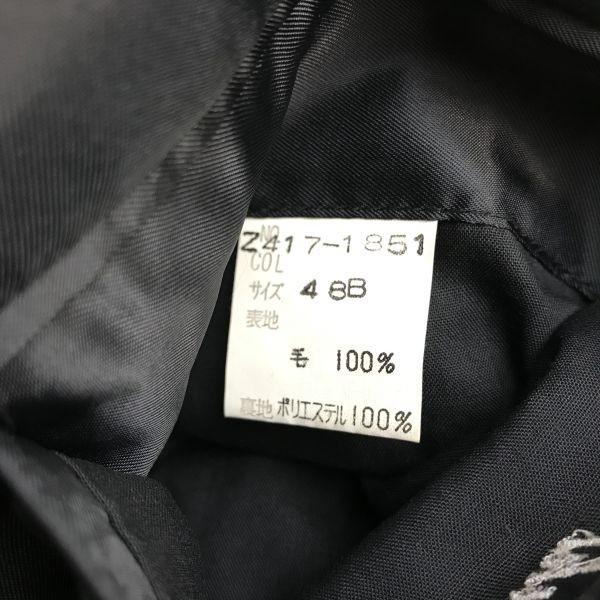 NO Z417-1851
COL
サイズ 48B
表地
毛 100%
裏地 ポリエステル100%